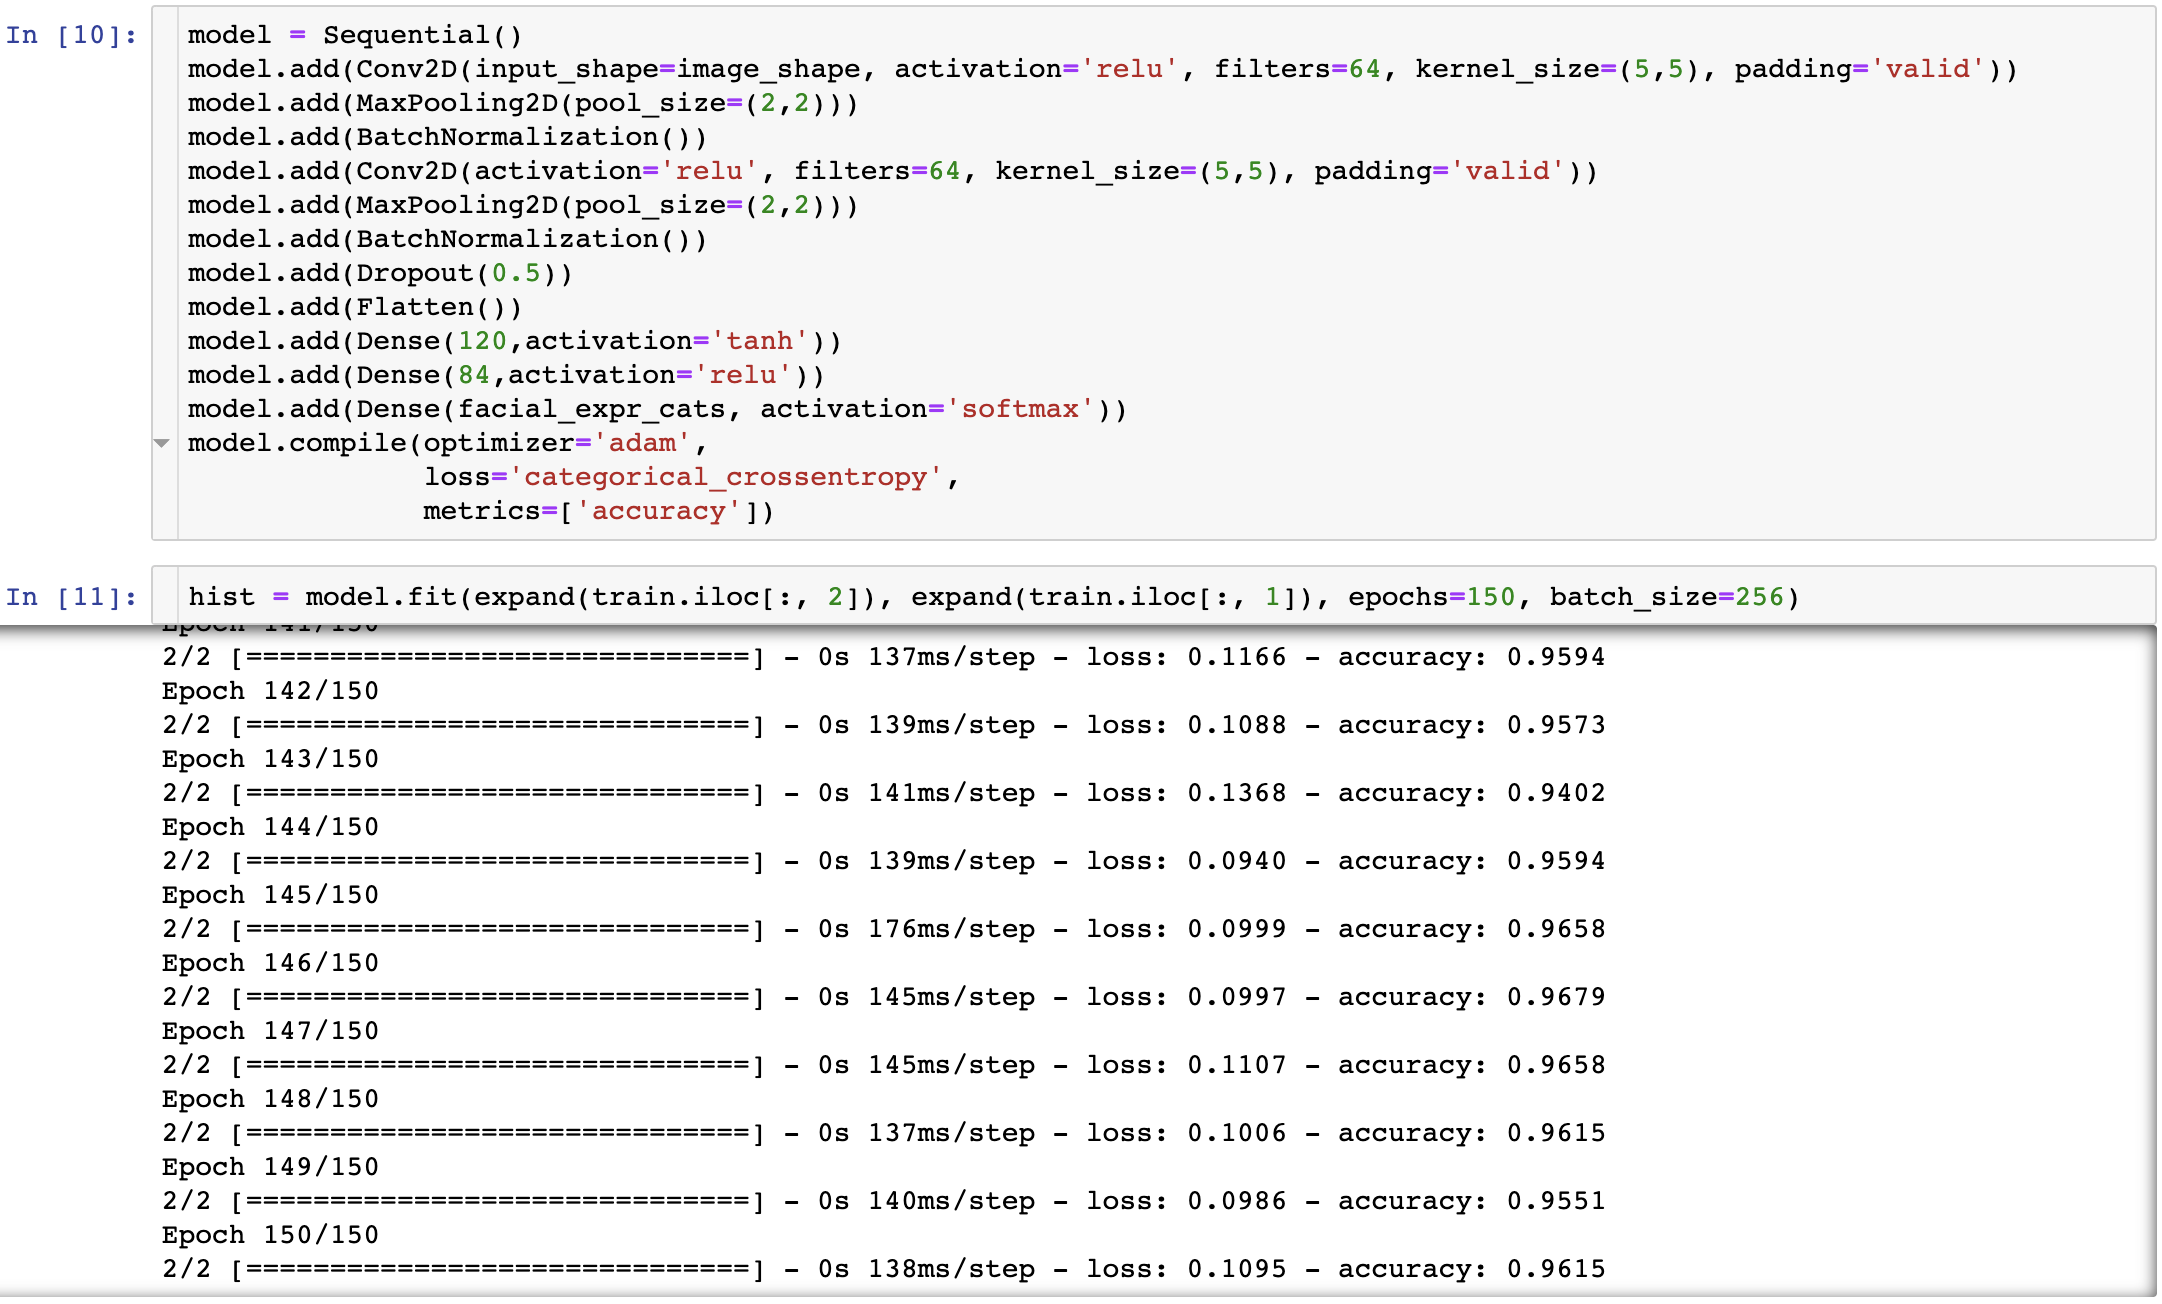 In [10]:
model = Sequential()
model.add(Conv2D(input_shape=image_shape, activation='relu', filters=64, kernel_size=(5,5), padding='valid'))
model.add(MaxPooling2D(pool_size=(2,2)))
model.add(BatchNormalization())
model.add(Conv2D(activation='relu', filters=64, kernel_size=(5,5), padding='valid'))
model.add(MaxPooling2D(pool_size=(2,2)))
model.add(BatchNormalization())
model.add(Dropout(0.5))
model.add(Flatten())
model.add(Dense(120,activation='tanh'))
model.add(Dense(84,activation='relu'))
model.add(Dense(facial_expr_cats, activation='softmax'))
model.compile(optimizer='adam',
              loss='categorical_crossentropy',
              metrics=['accuracy'])
In [11]:
hist = model.fit(expand(train.iloc[:, 2]), expand(train.iloc[:, 1]), epochs=150, batch_size=256)
Epoch 141/150
2/2 [==============================] - 0s 137ms/step - loss: 0.1166 - accuracy: 0.9594
Epoch 142/150
2/2 [==============================] - 0s 139ms/step - loss: 0.1088 - accuracy: 0.9573
Epoch 143/150
2/2 [==============================] - 0s 141ms/step - loss: 0.1368 - accuracy: 0.9402
Epoch 144/150
2/2 [==============================] - 0s 139ms/step - loss: 0.0940 - accuracy: 0.9594
Epoch 145/150
2/2 [==============================] - 0s 176ms/step - loss: 0.0999 - accuracy: 0.9658
Epoch 146/150
2/2 [==============================] - 0s 145ms/step - loss: 0.0997 - accuracy: 0.9679
Epoch 147/150
2/2 [==============================] - 0s 145ms/step - loss: 0.1107 - accuracy: 0.9658
Epoch 148/150
2/2 [==============================] - 0s 137ms/step - loss: 0.1006 - accuracy: 0.9615
Epoch 149/150
2/2 [==============================] - 0s 140ms/step - loss: 0.0986 - accuracy: 0.9551
Epoch 150/150
2/2 [==============================] - 0s 138ms/step - loss: 0.1095 - accuracy: 0.9615